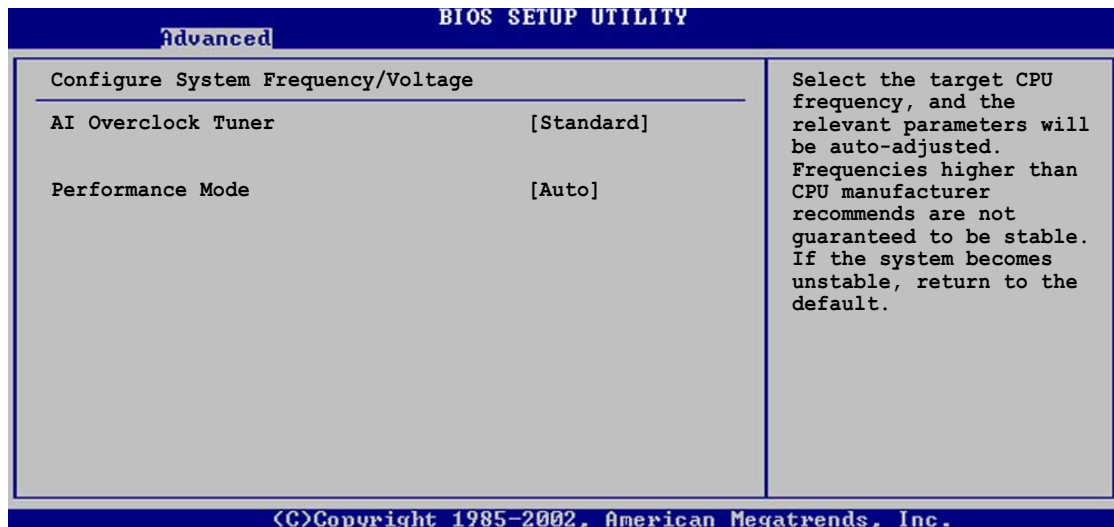 BIOS SETUP UTILITY
Advanced
Configure System Frequency/Voltage
AI Overclock Tuner [Standard]
Performance Mode [Auto]
Select the target CPU
frequency, and the
relevant parameters will
be auto-adjusted.
Frequencies higher than
CPU manufacturer
recommends are not
guaranteed to be stable.
If the system becomes
unstable, return to the
default.
(C)Copyright 1985-2002, American Megatrends, Inc.